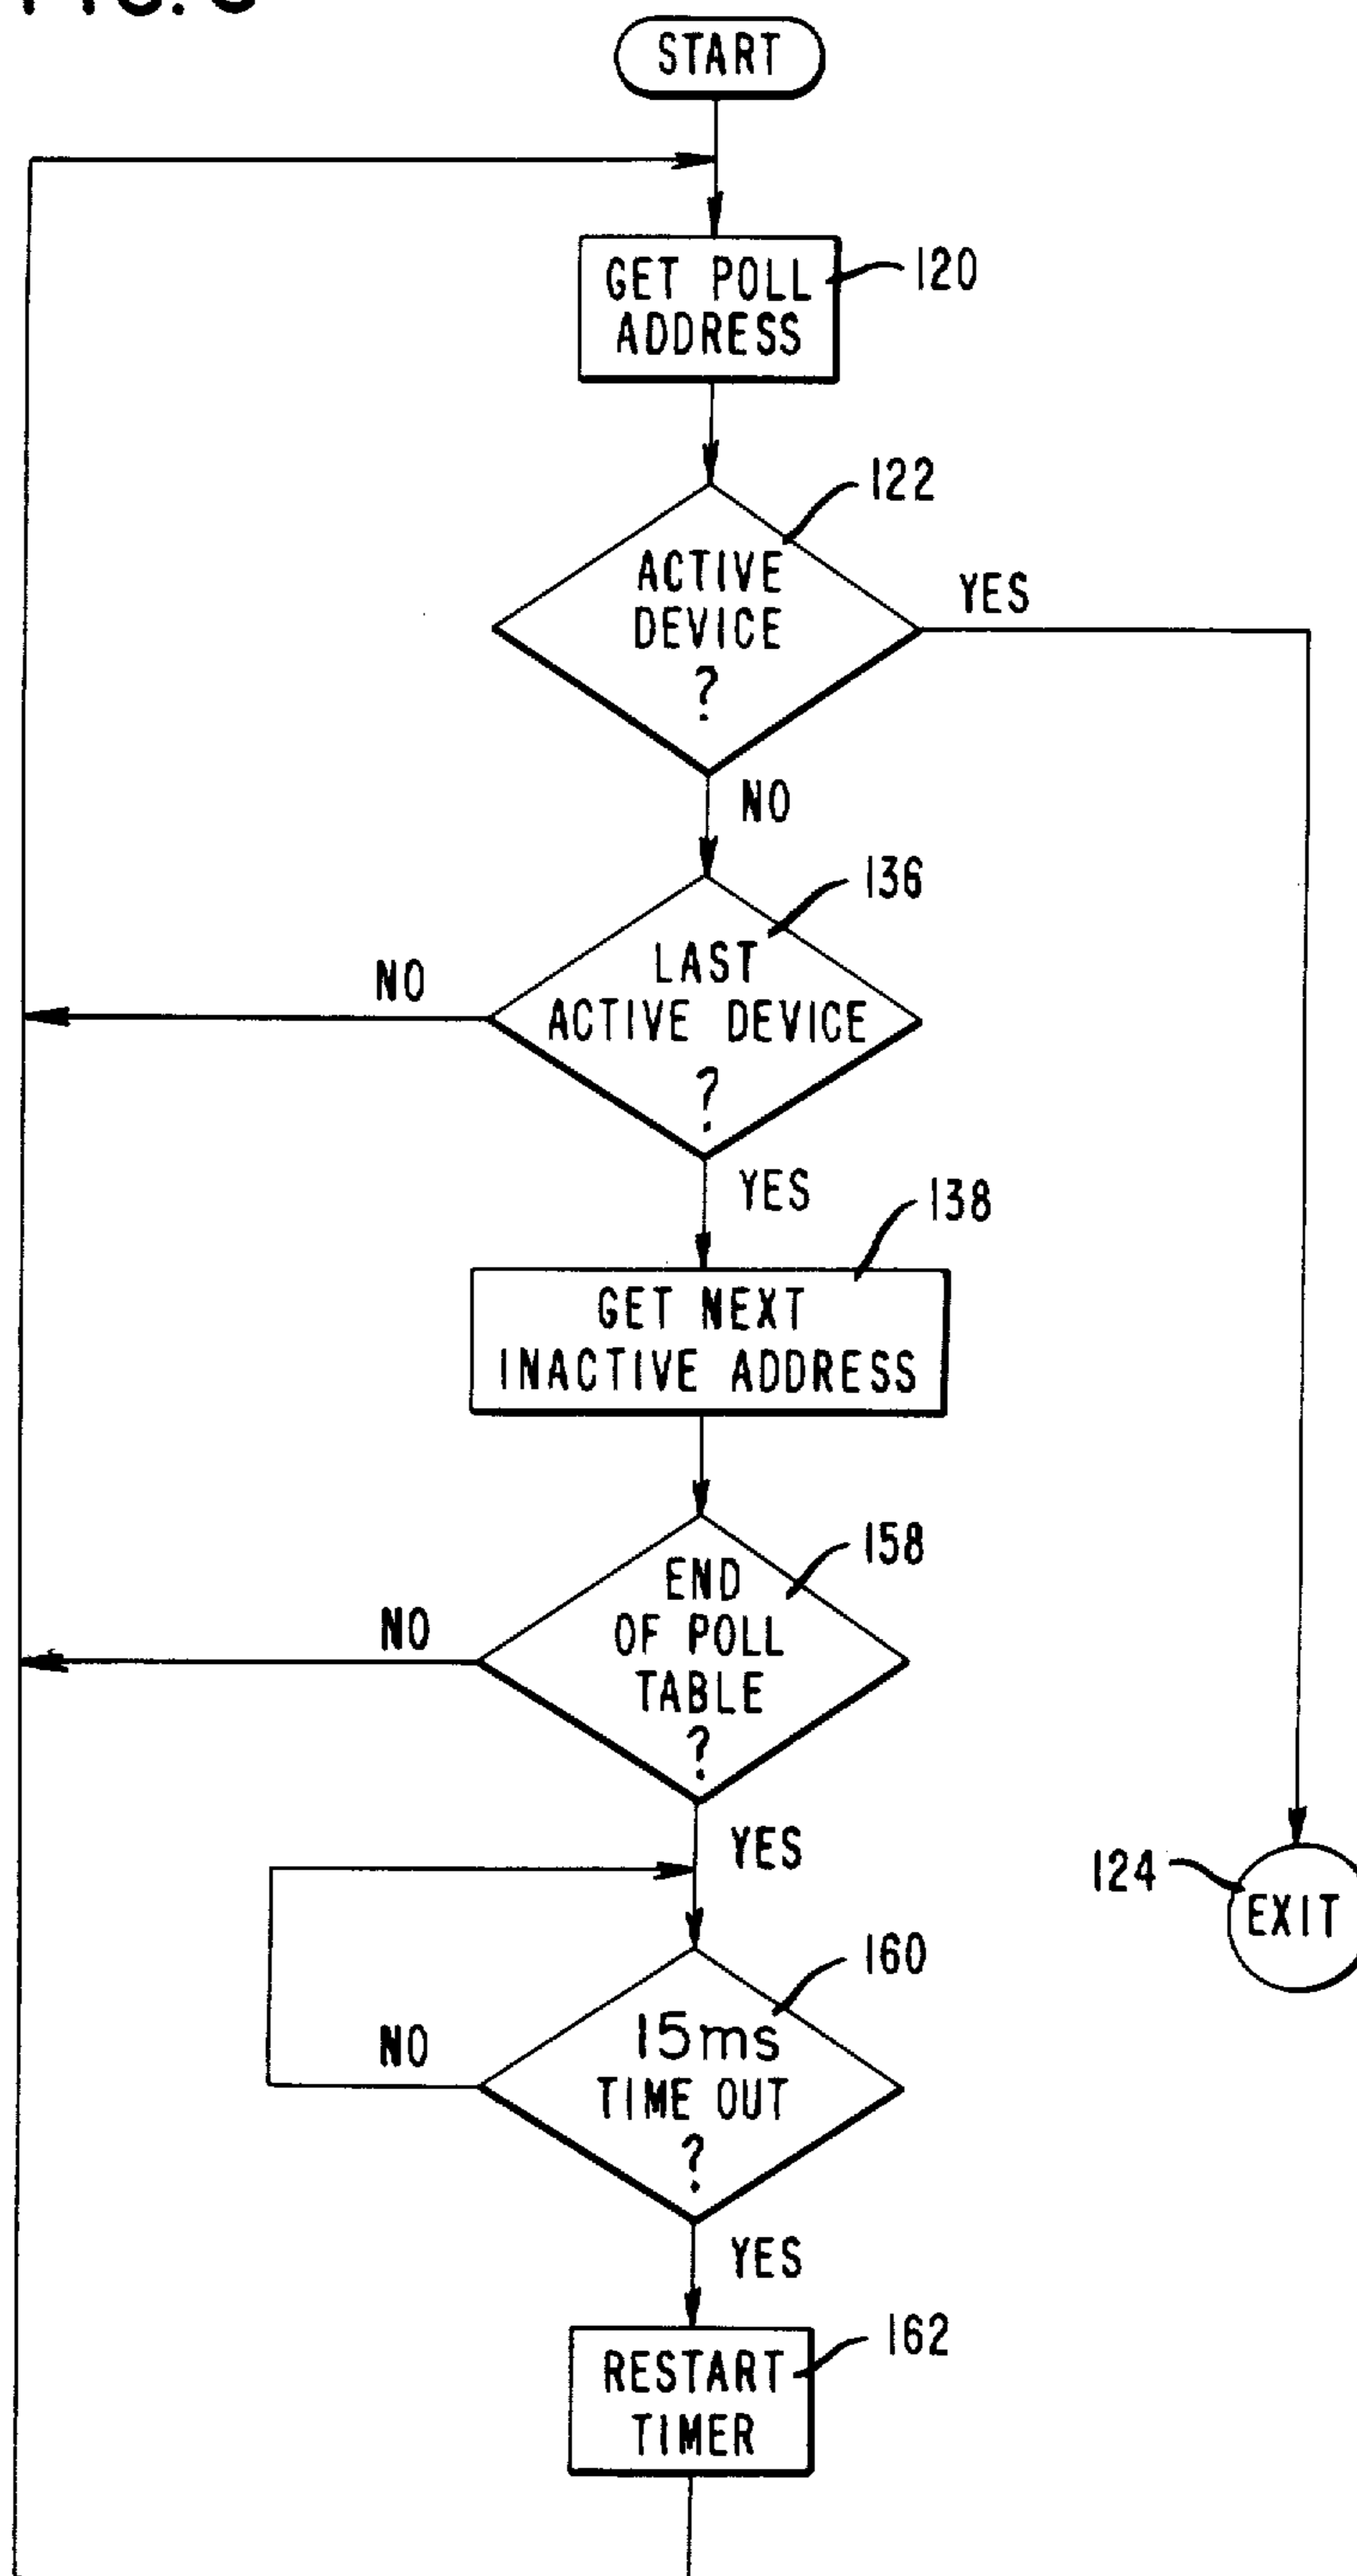 START
GET POLL
ADDRESS
120
122
ACTIVE
DEVICE
?
YES
NO
136
LAST
ACTIVE DEVICE
?
NO
YES
138
GET NEXT
INACTIVE ADDRESS
158
END
OF POLL
TABLE
?
NO
YES
124
EXIT
160
15ms
TIME OUT
?
NO
YES
162
RESTART
TIMER